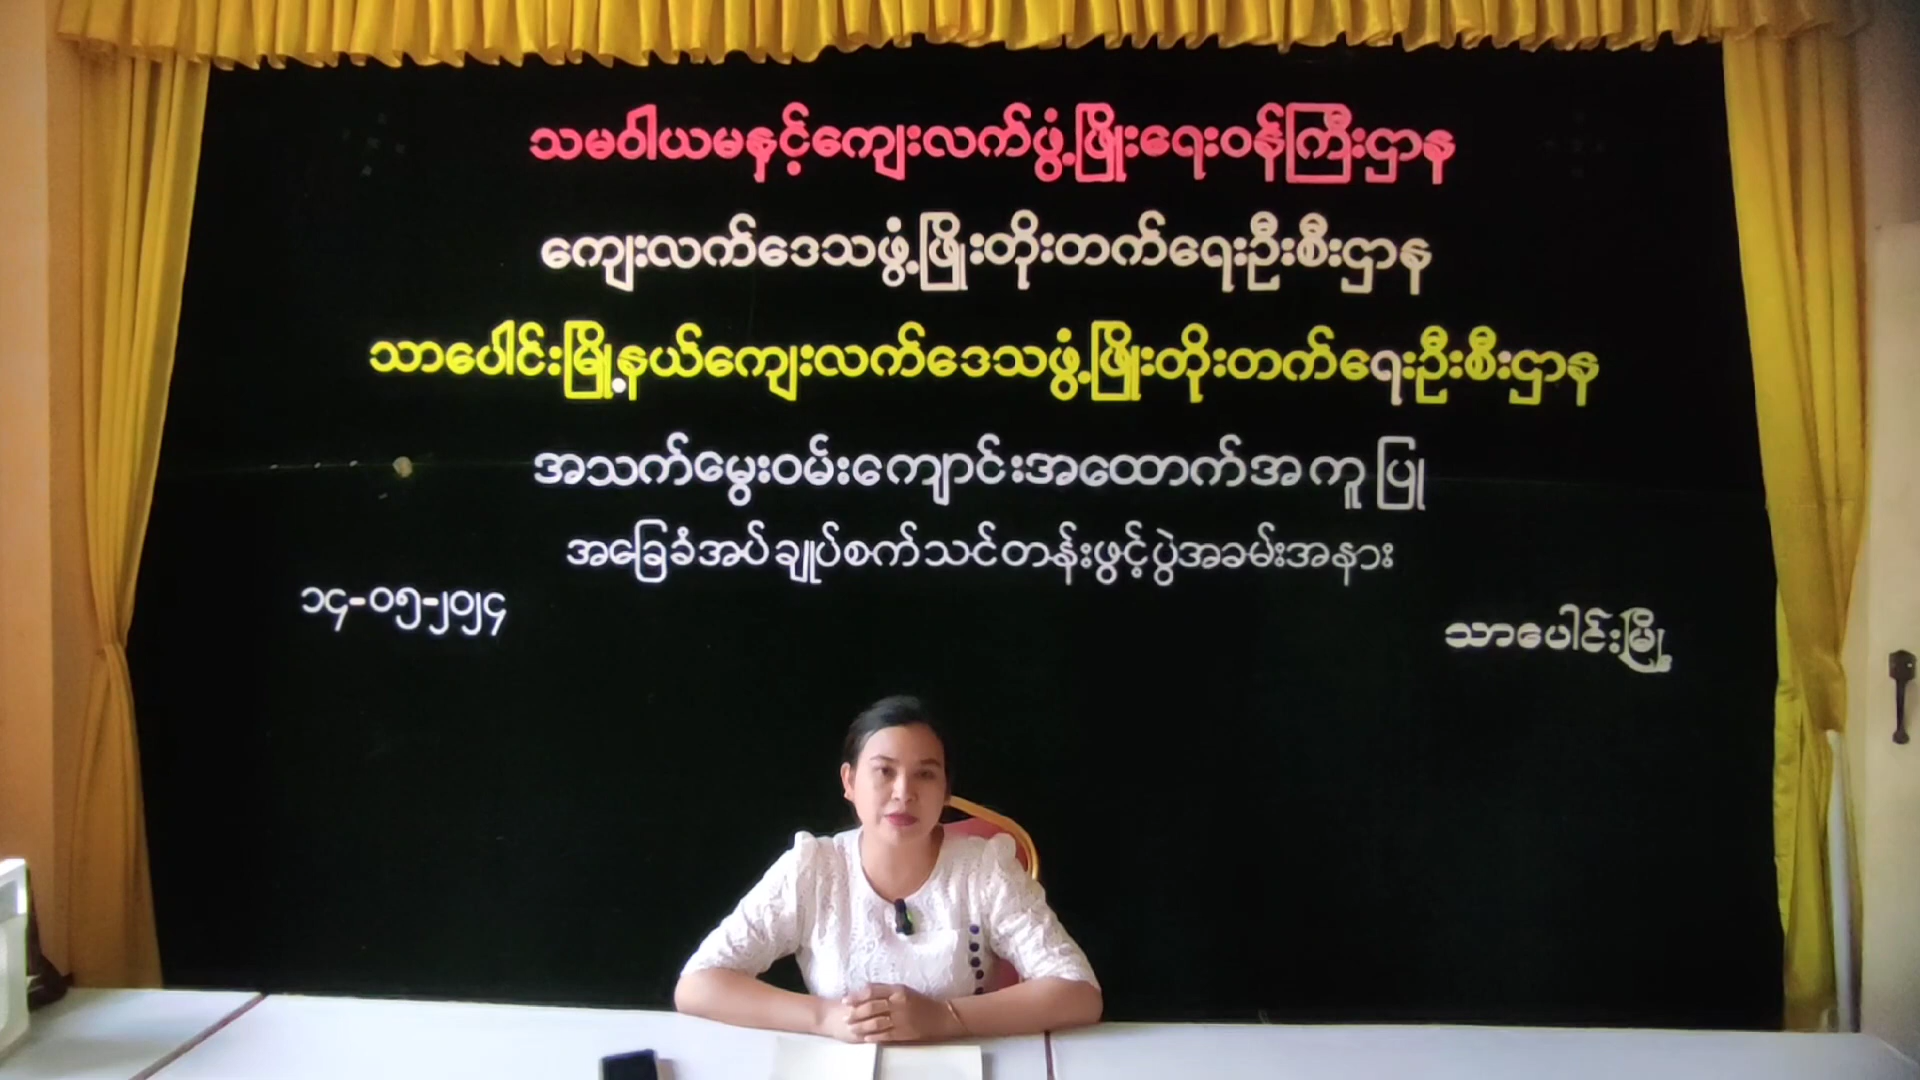 သမဝါယမနှင့်ကျေးလက်ဖွံ့ဖြိုးရေးဝန်ကြီးဌာန
ကျေးလက်ဒေသဖွံ့ဖြိုးတိုးတက်ရေးဦးစီးဌာန
သာပေါင်းမြို့နယ်ကျေးလက်ဒေသဖွံ့ဖြိုးတိုးတက်ရေးဦးစီးဌာန
အသက်မွေးဝမ်းကျောင်းအထောက်အကူပြု
အခြေခံအပ်ချုပ်စက်သင်တန်းဖွင့်ပွဲအခမ်းအနား
၁၄-၀၅-၂၀၂၄
သာပေါင်းမြို့